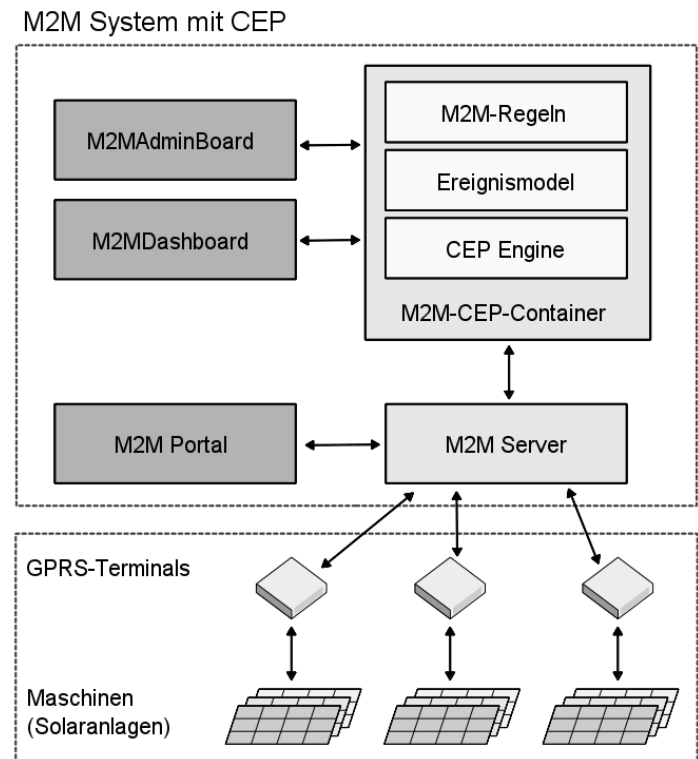 M2M System mit CEP
M2MAdminBoard
M2MDashboard
M2M-Regeln
Ereignismodel
CEP Engine
M2M-CEP-Container
M2M Portal
M2M Server
GPRS-Terminals
Maschinen
(Solaranlagen)